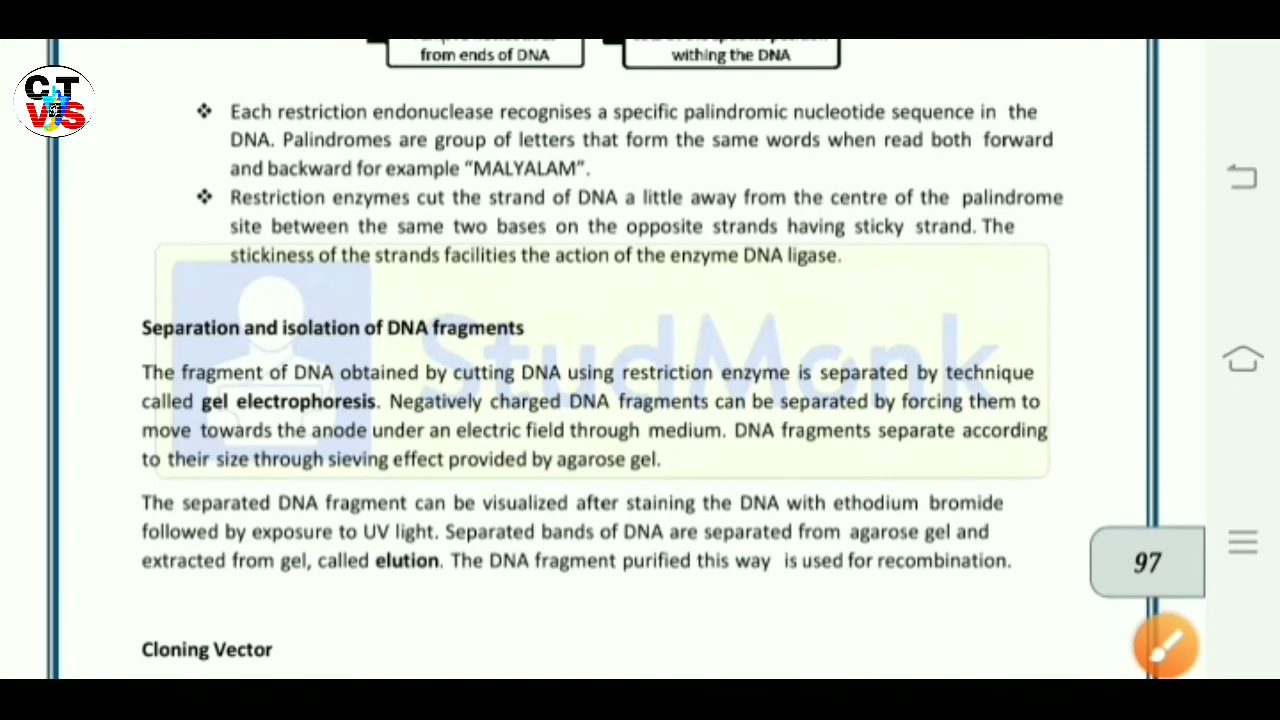 from ends of DNA
withing the DNA
CT
VJS
❖ Each restriction endonuclease recognises a specific palindromic nucleotide sequence in the
DNA. Palindromes are group of letters that form the same words when read both forward
and backward for example “MALYALAM”.
❖ Restriction enzymes cut the strand of DNA a little away from the centre of the palindrome
site between the same two bases on the opposite strands having sticky strand. The
stickiness of the strands facilities the action of the enzyme DNA ligase.
StudMonk
Separation and isolation of DNA fragments
The fragment of DNA obtained by cutting DNA using restriction enzyme is separated by technique
called gel electrophoresis. Negatively charged DNA fragments can be separated by forcing them to
move towards the anode under an electric field through medium. DNA fragments separate according
to their size through sieving effect provided by agarose gel.
The separated DNA fragment can be visualized after staining the DNA with ethodium bromide
followed by exposure to UV light. Separated bands of DNA are separated from agarose gel and
extracted from gel, called elution. The DNA fragment purified this way is used for recombination.
97
Cloning Vector